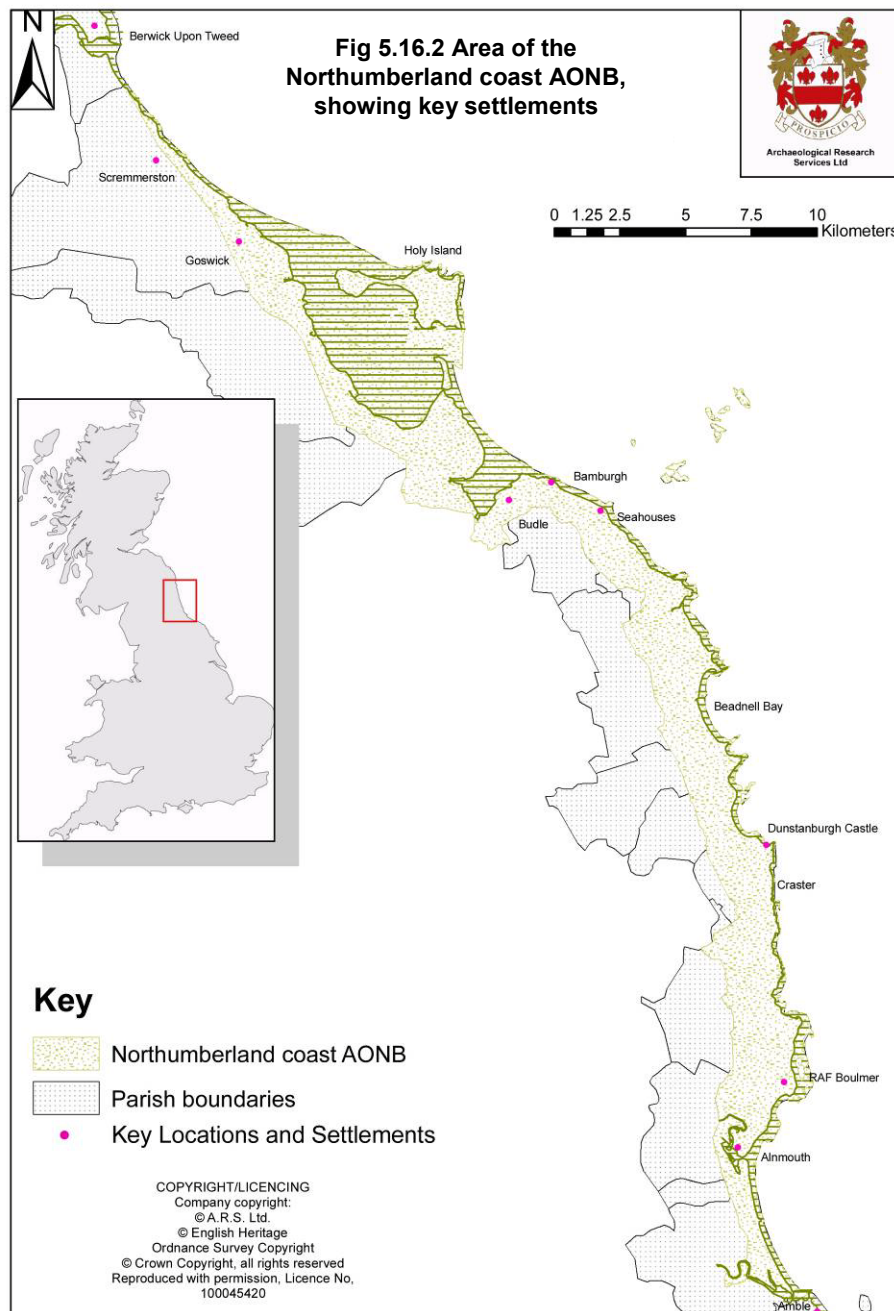 N
Berwick Upon Tweed
Fig 5.16.2 Area of the
Northumberland coast AONB,
showing key settlements
PROSPICIO
Archaeological Research
Services Ltd
Scremmerston
0 1.25 2.5 5 7.5 10
Kilometers
Goswick
Holy Island
Bamburgh
Seahouses
Budle
Beadnell Bay
Dunstanburgh Castle
Craster
RAF Boulmer
Alnmouth
Amble
Key
Northumberland coast AONB
Parish boundaries
Key Locations and Settlements
COPYRIGHT/LICENCING
Company copyright:
© A.R.S. Ltd.
© English Heritage
Ordnance Survey Copyright
© Crown Copyright, all rights reserved
Reproduced with permission, Licence No,
100045420